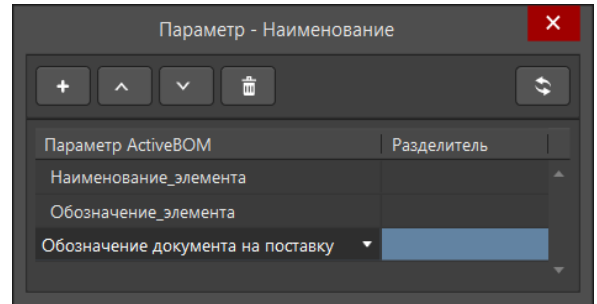 Параметр - Наименование
Параметр ActiveBOM Разделитель
Наименование_элемента
Обозначение_элемента
Обозначение документа на поставку